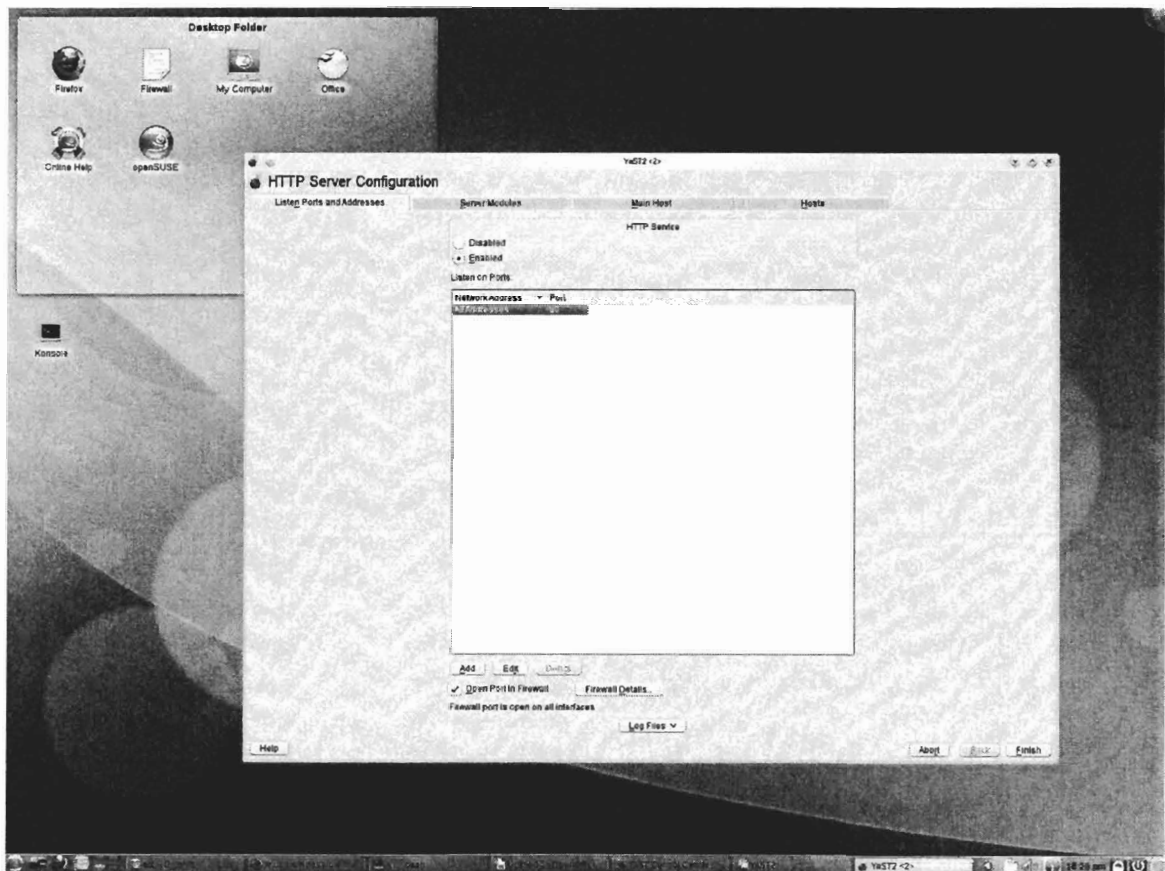 Desktop Folder
Firefox
Firewall
My Computer
Office
Online Help
openSUSE
Konsole
YaST2 <2>
HTTP Server Configuration
Listen Ports and Addresses
Server Modules
Main Host
Hosts
HTTP Service
Disabled
Enabled
Listen on Ports:
Network Address
Port
All Addresses
80
Add
Edit
Delete
Open Port in Firewall
Firewall Details...
Firewall port is open on all interfaces
Log Files
Help
Abort
Back
Finish
YaST2
YaST2 <2>